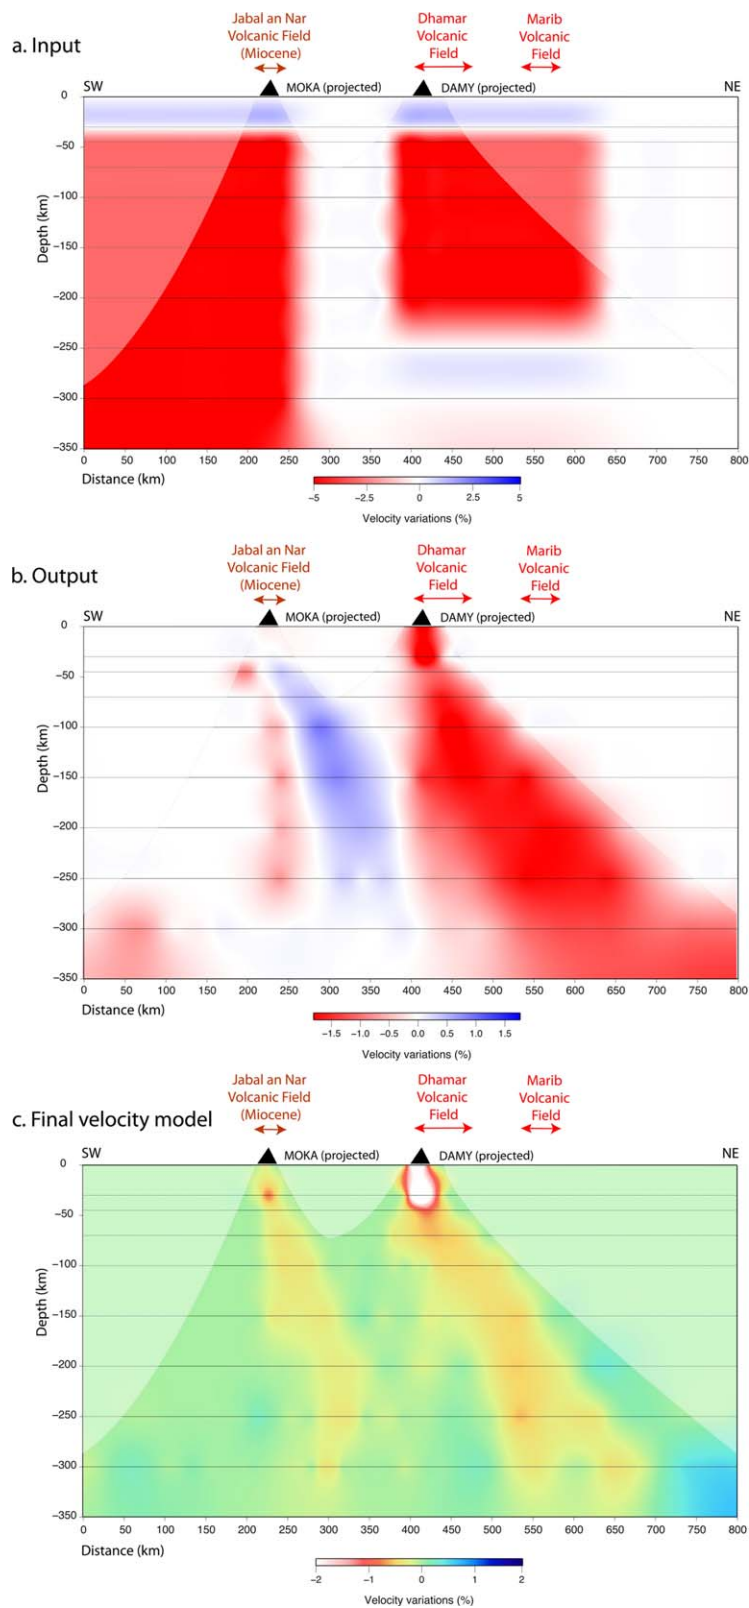 Jabal an Nar
Volcanic Field
(Miocene)
Dhamar
Volcanic
Field
Marib
Volcanic
Field
a. Input
SW
MOKA (projected)
DAMY (projected)
NE
0
−50
−100
−150
−200
−250
−300
−350
Depth (km)
0 50 100 150 200 250 300 350 400 450 500 550 600 650 700 750 800
Distance (km)
−5 −2.5 0 2.5 5
Velocity variations (%)
Jabal an Nar
Volcanic Field
(Miocene)
Dhamar
Volcanic
Field
Marib
Volcanic
Field
b. Output
SW
MOKA (projected)
DAMY (projected)
NE
0
−50
−100
−150
−200
−250
−300
−350
Depth (km)
0 50 100 150 200 250 300 350 400 450 500 550 600 650 700 750 800
Distance (km)
−1.5 −1.0 −0.5 0.0 0.5 1.0 1.5
Velocity variations (%)
Jabal an Nar
Volcanic Field
(Miocene)
Dhamar
Volcanic
Field
Marib
Volcanic
Field
c. Final velocity model
SW
MOKA (projected)
DAMY (projected)
NE
0
−50
−100
−150
−200
−250
−300
−350
Depth (km)
0 50 100 150 200 250 300 350 400 450 500 550 600 650 700 750 800
Distance (km)
−2 −1 0 1 2
Velocity variations (%)